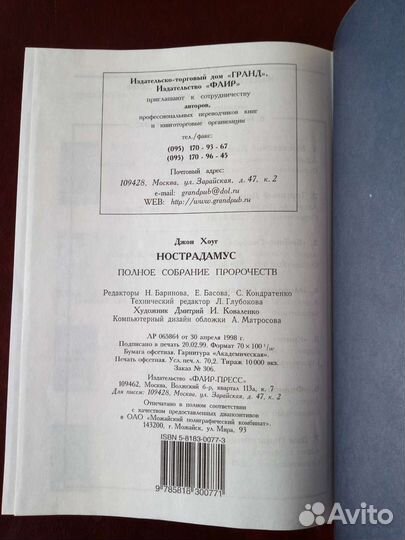 Издательско-торговый дом «ГРАНД»,
Издательство «ФАИР»
приглашают к сотрудничеству
авторов,
профессиональных переводчиков книг
и книготорговые организации
тел./факс:
(095) 170 - 93 - 67
(095) 170 - 96 - 45
Почтовый адрес:
109428, Москва, ул. Зарайская, д. 47, к. 2
e-mail: grandpub@dol.ru
WEB: http://www.grandpub.ru
Джон Хоуг
НОСТРАДАМУС
ПОЛНОЕ СОБРАНИЕ ПРОРОЧЕСТВ
Редакторы Н. Баринова, Е. Басова, С. Кондратенко
Технический редактор Л. Глубокова
Художник Дмитрий И. Коваленко
Компьютерный дизайн обложки А. Матросова
ЛР 065864 от 30 апреля 1998 г.
Подписано в печать 20.02.99. Формат 70 × 100 1/16.
Бумага офсетная. Гарнитура «Академическая».
Печать офсетная. Усл. печ. л. 70,2. Тираж 10 000 экз.
Заказ № 306.
Издательство «ФАИР-ПРЕСС»
109462, Москва, Волжский б-р, квартал 113а, к. 7
Для писем: 109428, Москва, ул. Зарайская, д. 47, к. 2
Отпечатано в полном соответствии
с качеством предоставленных диапозитивов
в ОАО «Можайский полиграфический комбинат».
143200, г. Можайск, ул. Мира, 93
ISBN 5-8183-0077-3
9 785818 300771
Avito